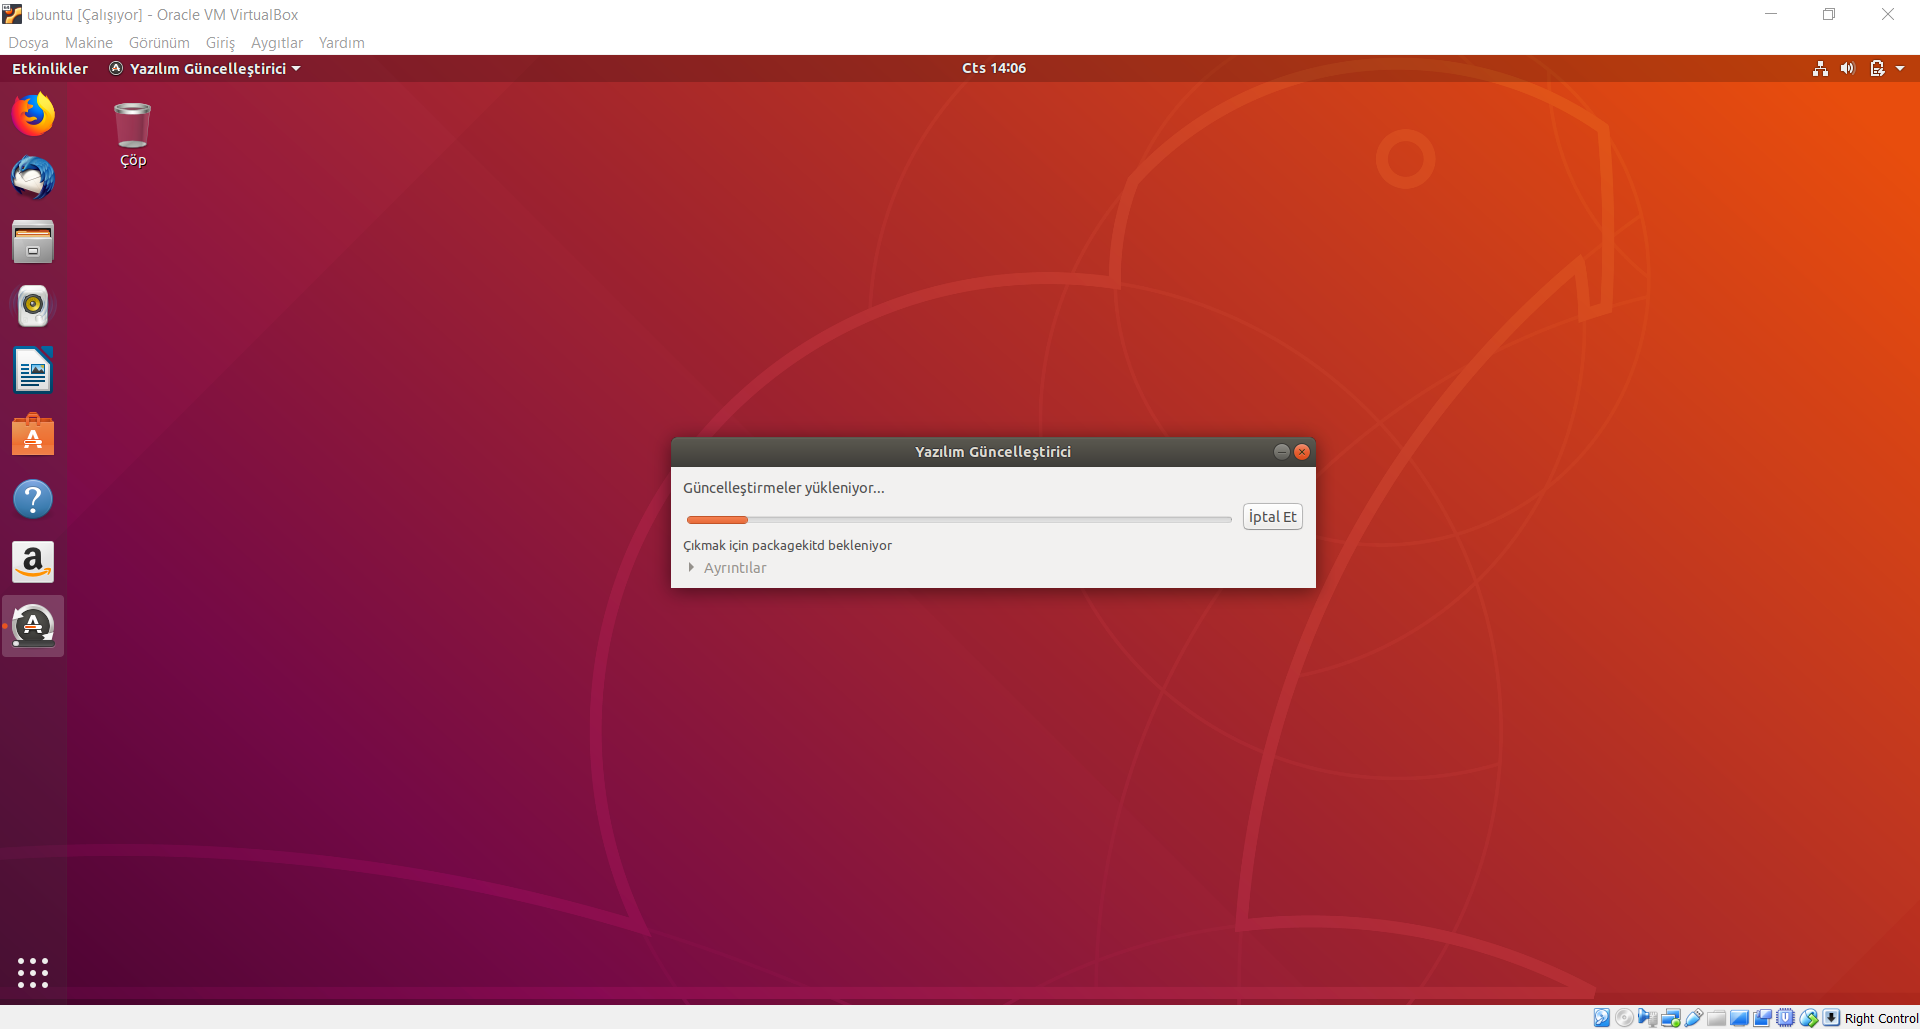 ubuntu [Çalışıyor] - Oracle VM VirtualBox
Dosya Makine Görünüm Giriş Aygıtlar Yardım
Etkinlikler Yazılım Güncelleştirici Cts 14:06
Çöp
Yazılım Güncelleştirici
Güncelleştirmeler yükleniyor...
İptal Et
Çıkmak için packagekitd bekleniyor
Ayrıntılar
Right Control